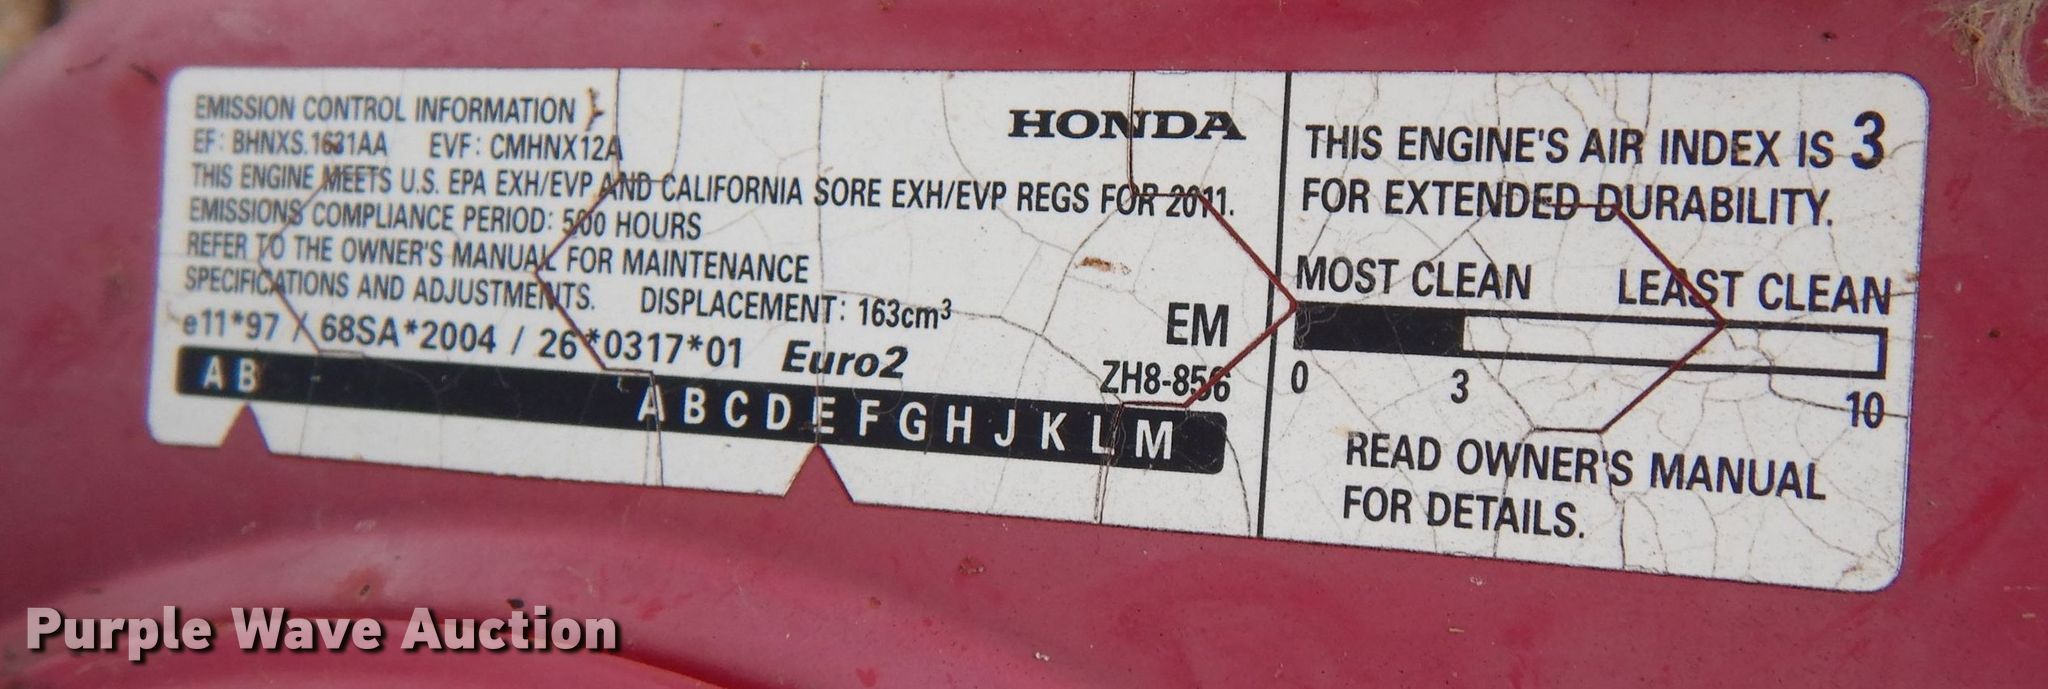 EMISSION CONTROL INFORMATION
EF: BHNXS.1631AA EVF: CMHNX12A
THIS ENGINE MEETS U.S. EPA EXH/EVP AND CALIFORNIA SORE EXH/EVP REGS FOR 2011.
EMISSIONS COMPLIANCE PERIOD: 500 HOURS
REFER TO THE OWNER'S MANUAL FOR MAINTENANCE
SPECIFICATIONS AND ADJUSTMENTS. DISPLACEMENT: 163cm³
e11*97 / 68SA*2004 / 26*0317*01 Euro2
HONDA
EM
ZH8-856
A B
A B C D E F G H J K L M
THIS ENGINE'S AIR INDEX IS 3
FOR EXTENDED DURABILITY.
MOST CLEAN LEAST CLEAN
0 3 10
READ OWNER'S MANUAL
FOR DETAILS.
Purple Wave Auction